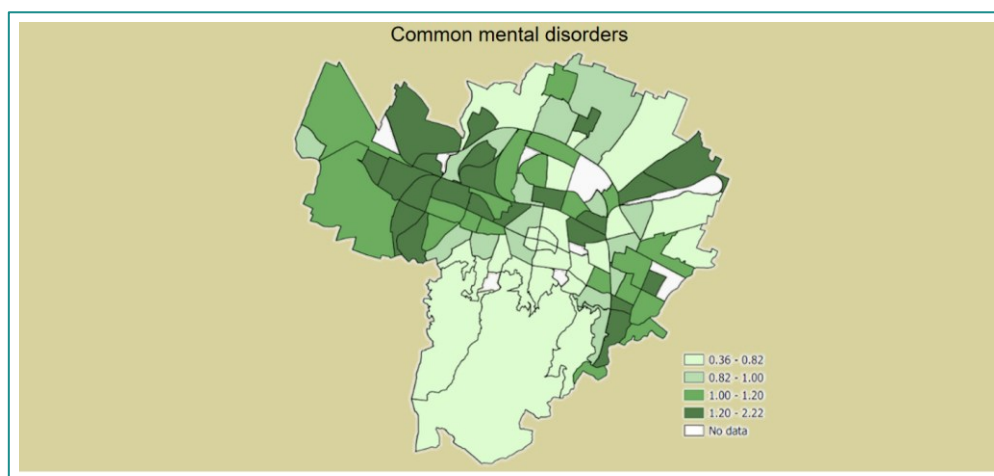 Common mental disorders
0.36 - 0.82
0.82 - 1.00
1.00 - 1.20
1.20 - 2.22
No data